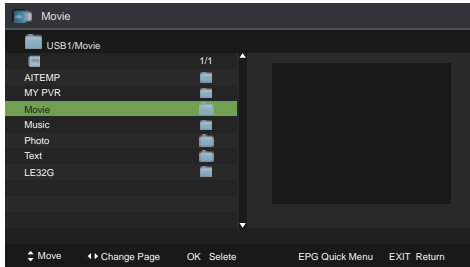 Movie
USB1/Movie
1/1
AITEMP
MY PVR
Movie
Music
Photo
Text
LE32G
Move Change Page OK Selete EPG Quick Menu EXIT Return